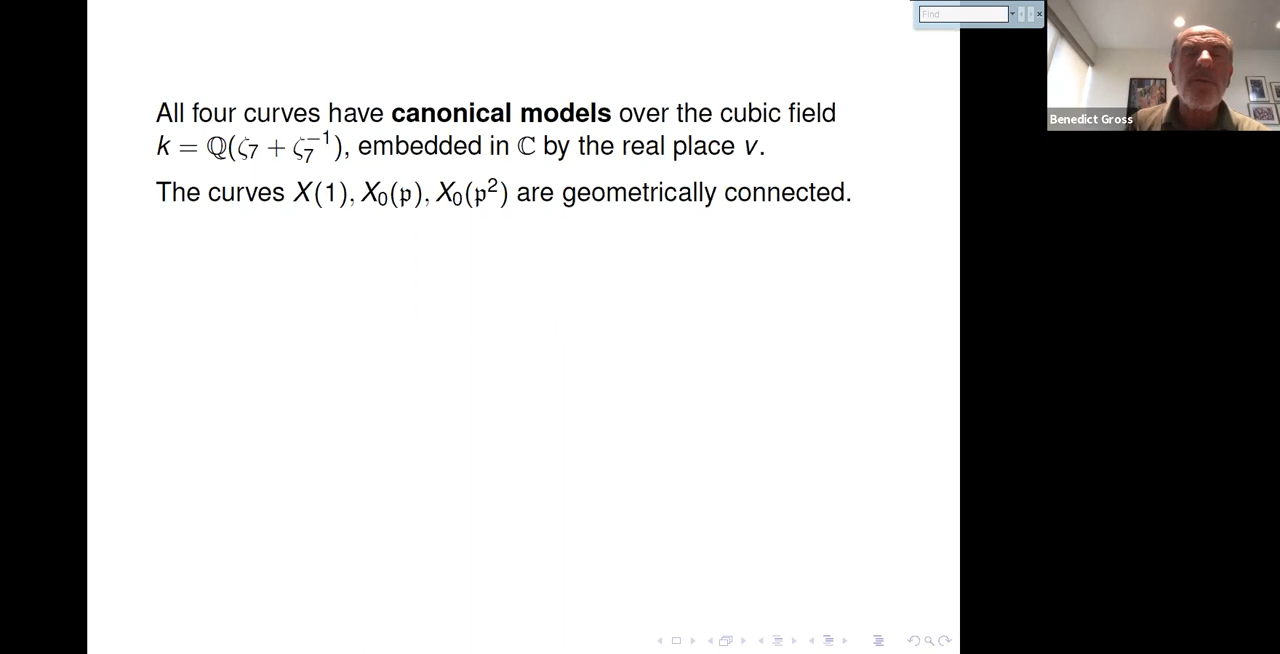 Find
Benedict Gross
All four curves have canonical models over the cubic field
k = ℚ(ζ₇ + ζ₇⁻¹), embedded in ℂ by the real place v.
The curves X(1), X₀(𝔭), X₀(𝔭²) are geometrically connected.